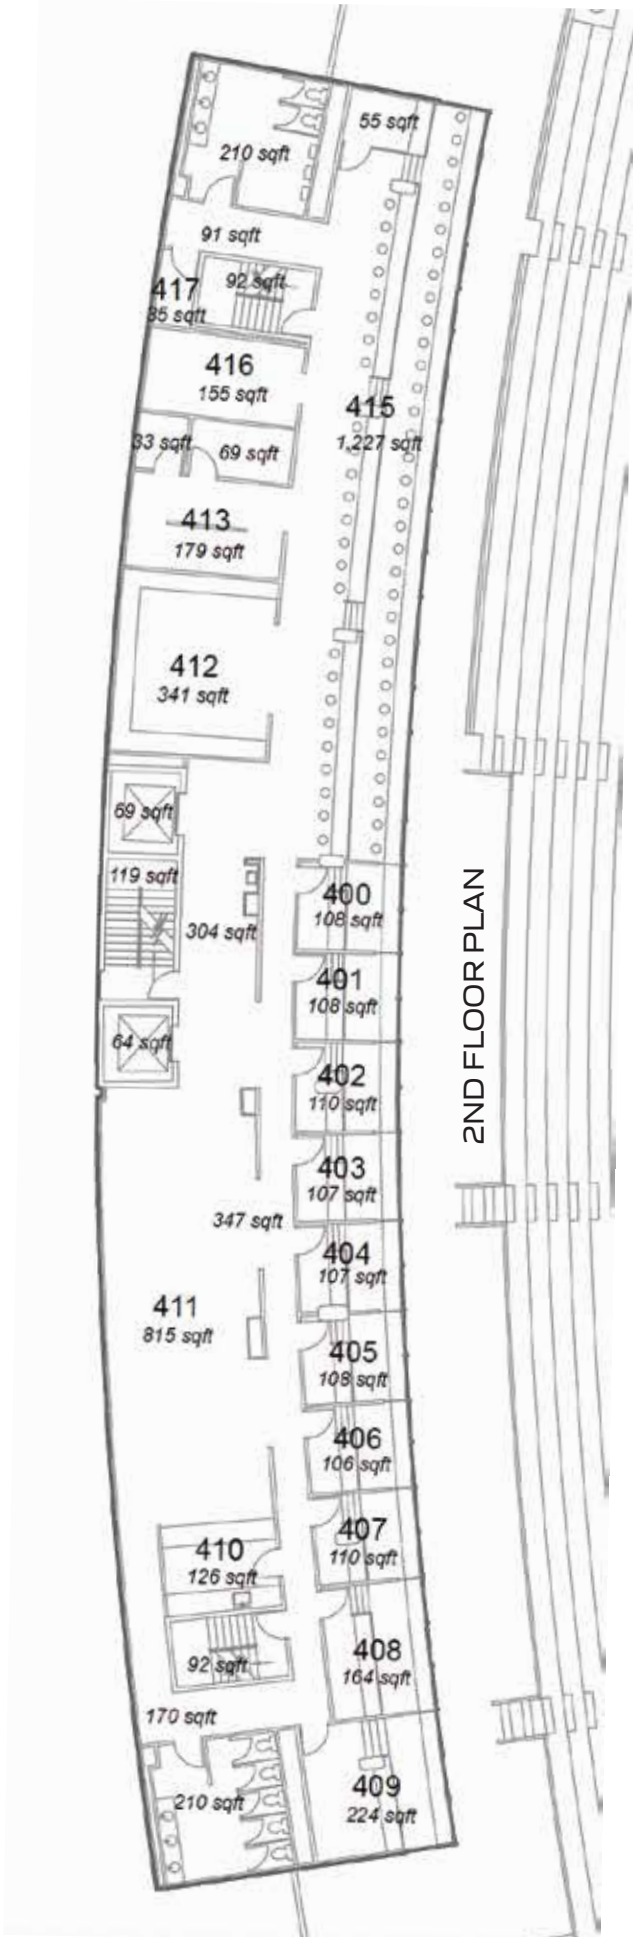 55 sqft
210 sqft
91 sqft
92 sqft
417
35 sqft
416
155 sqft
415
1,227 sqft
33 sqft
69 sqft
413
179 sqft
412
341 sqft
69 sqft
119 sqft
304 sqft
64 sqft
400
108 sqft
401
108 sqft
402
110 sqft
403
107 sqft
347 sqft
404
107 sqft
411
815 sqft
405
108 sqft
406
106 sqft
407
110 sqft
410
126 sqft
408
164 sqft
92 sqft
170 sqft
409
224 sqft
210 sqft
2ND FLOOR PLAN